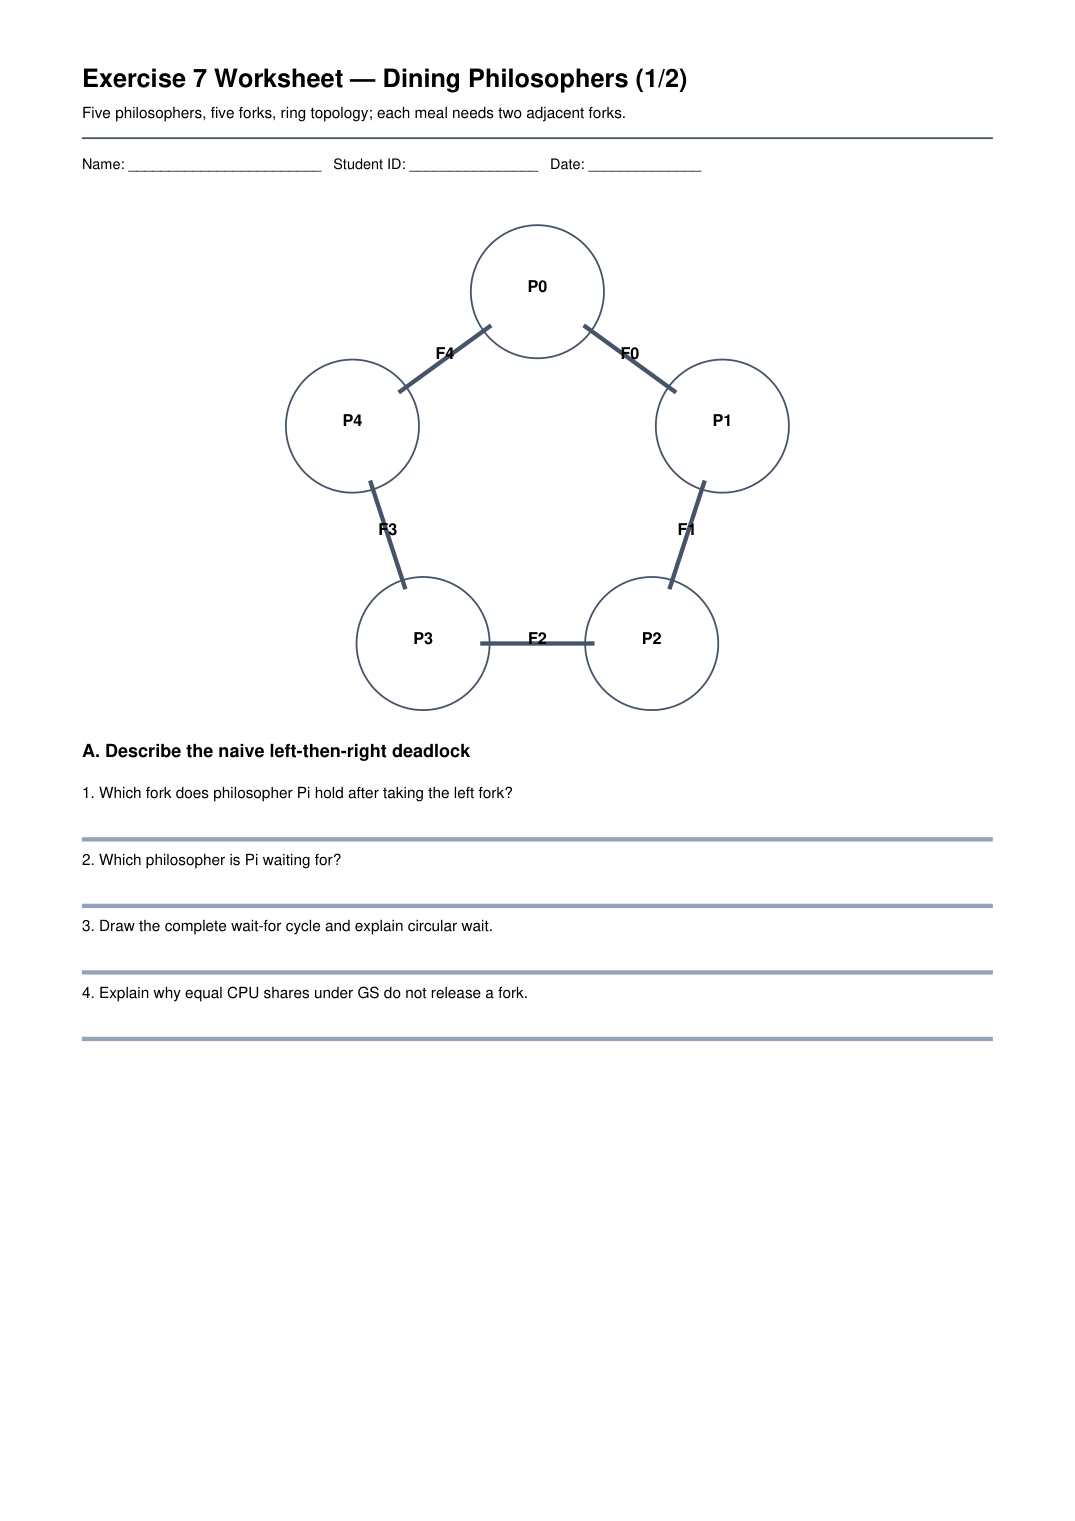 Exercise 7 Worksheet — Dining Philosophers (1/2)
Five philosophers, five forks, ring topology; each meal needs two adjacent forks.
Name: ________________________ Student ID: ________________ Date: ______________
P0
F4 F0
P4 P1
F3 F1
P3 F2 P2
A. Describe the naive left-then-right deadlock
1. Which fork does philosopher Pi hold after taking the left fork?
2. Which philosopher is Pi waiting for?
3. Draw the complete wait-for cycle and explain circular wait.
4. Explain why equal CPU shares under GS do not release a fork.